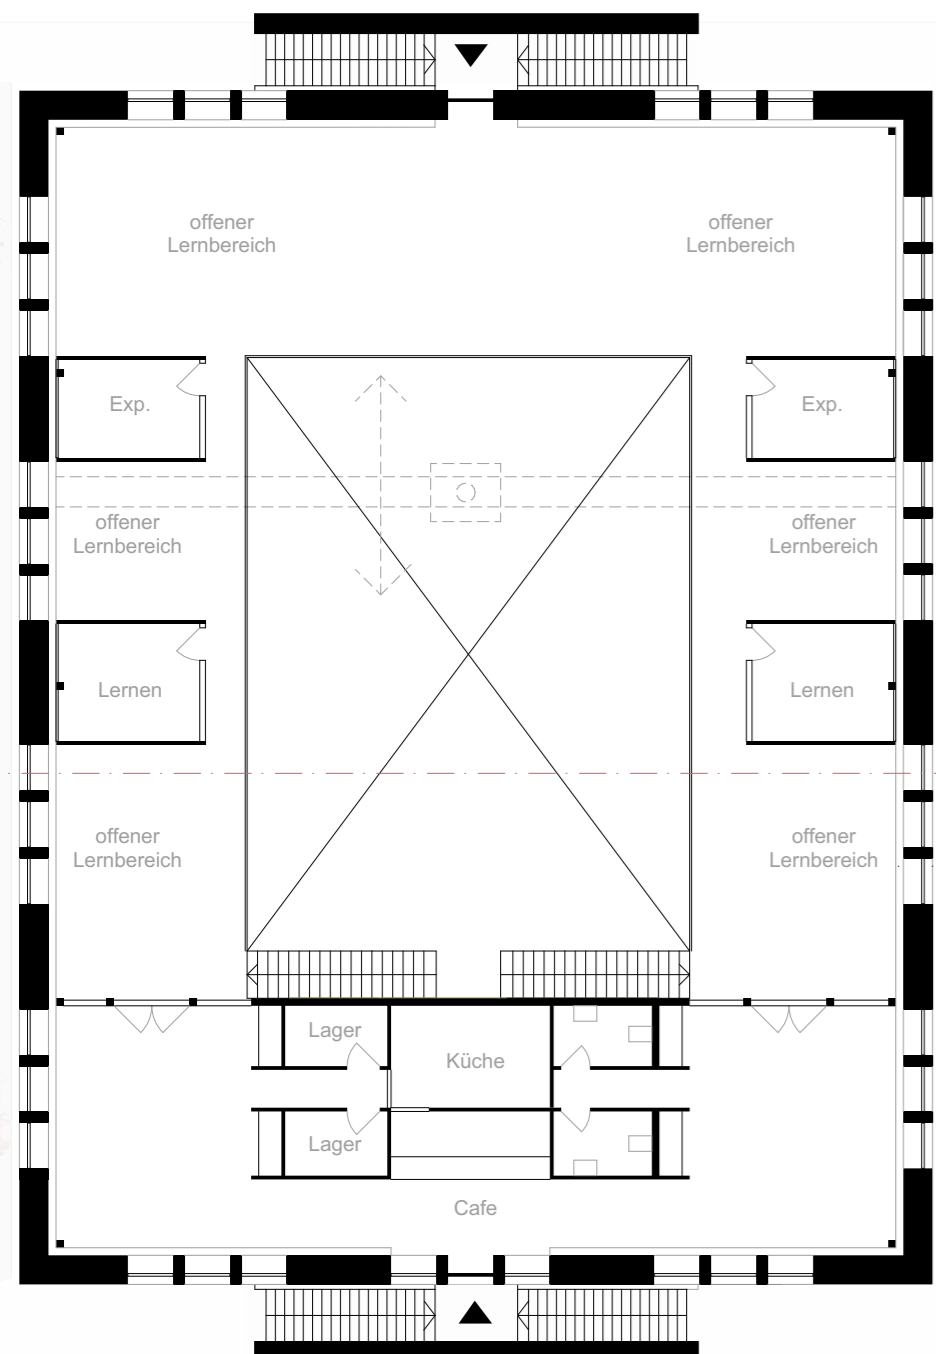 offener
Lernbereich
offener
Lernbereich
Exp.
Exp.
offener
Lernbereich
offener
Lernbereich
Lernen
Lernen
offener
Lernbereich
offener
Lernbereich
Lager
Küche
Lager
Cafe